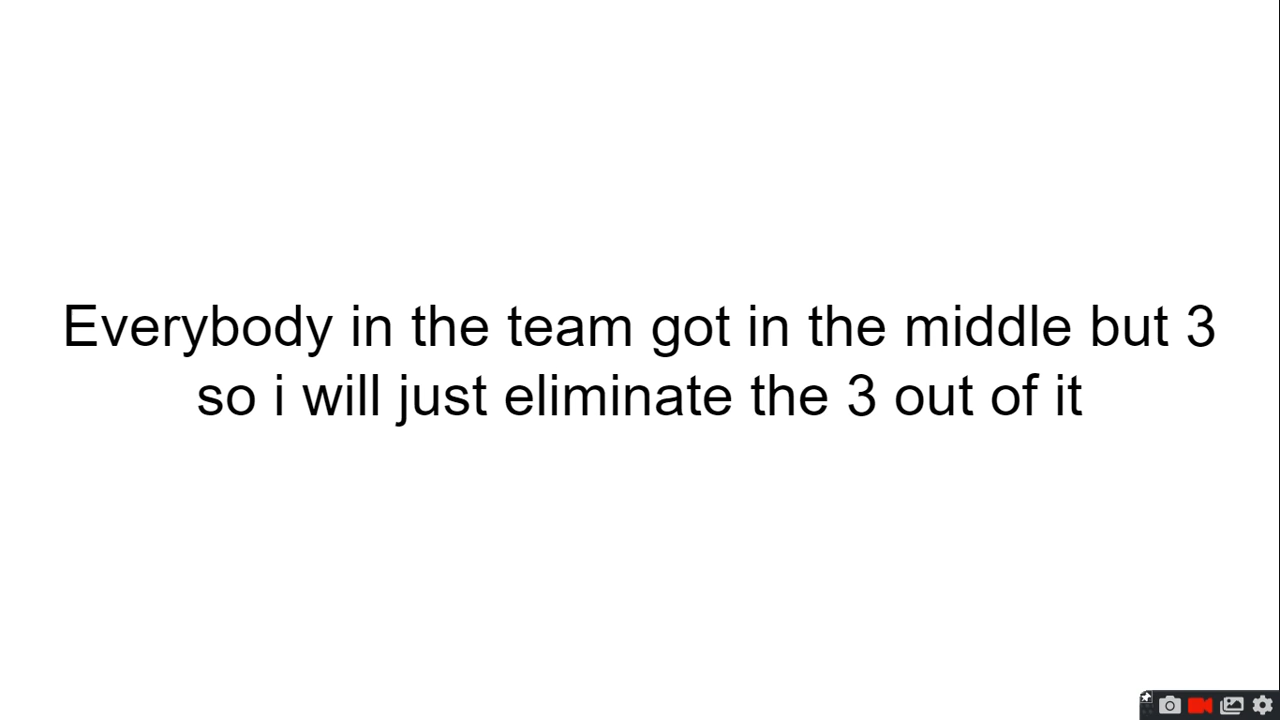 Everybody in the team got in the middle but 3
so i will just eliminate the 3 out of it